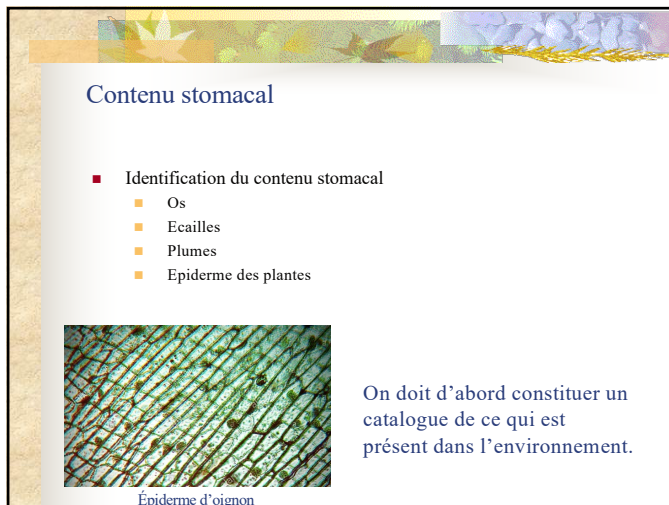 Contenu stomacal
Identification du contenu stomacal
Os
Ecailles
Plumes
Epiderme des plantes
On doit d’abord constituer un
catalogue de ce qui est
présent dans l’environnement.
Épiderme d’oignon